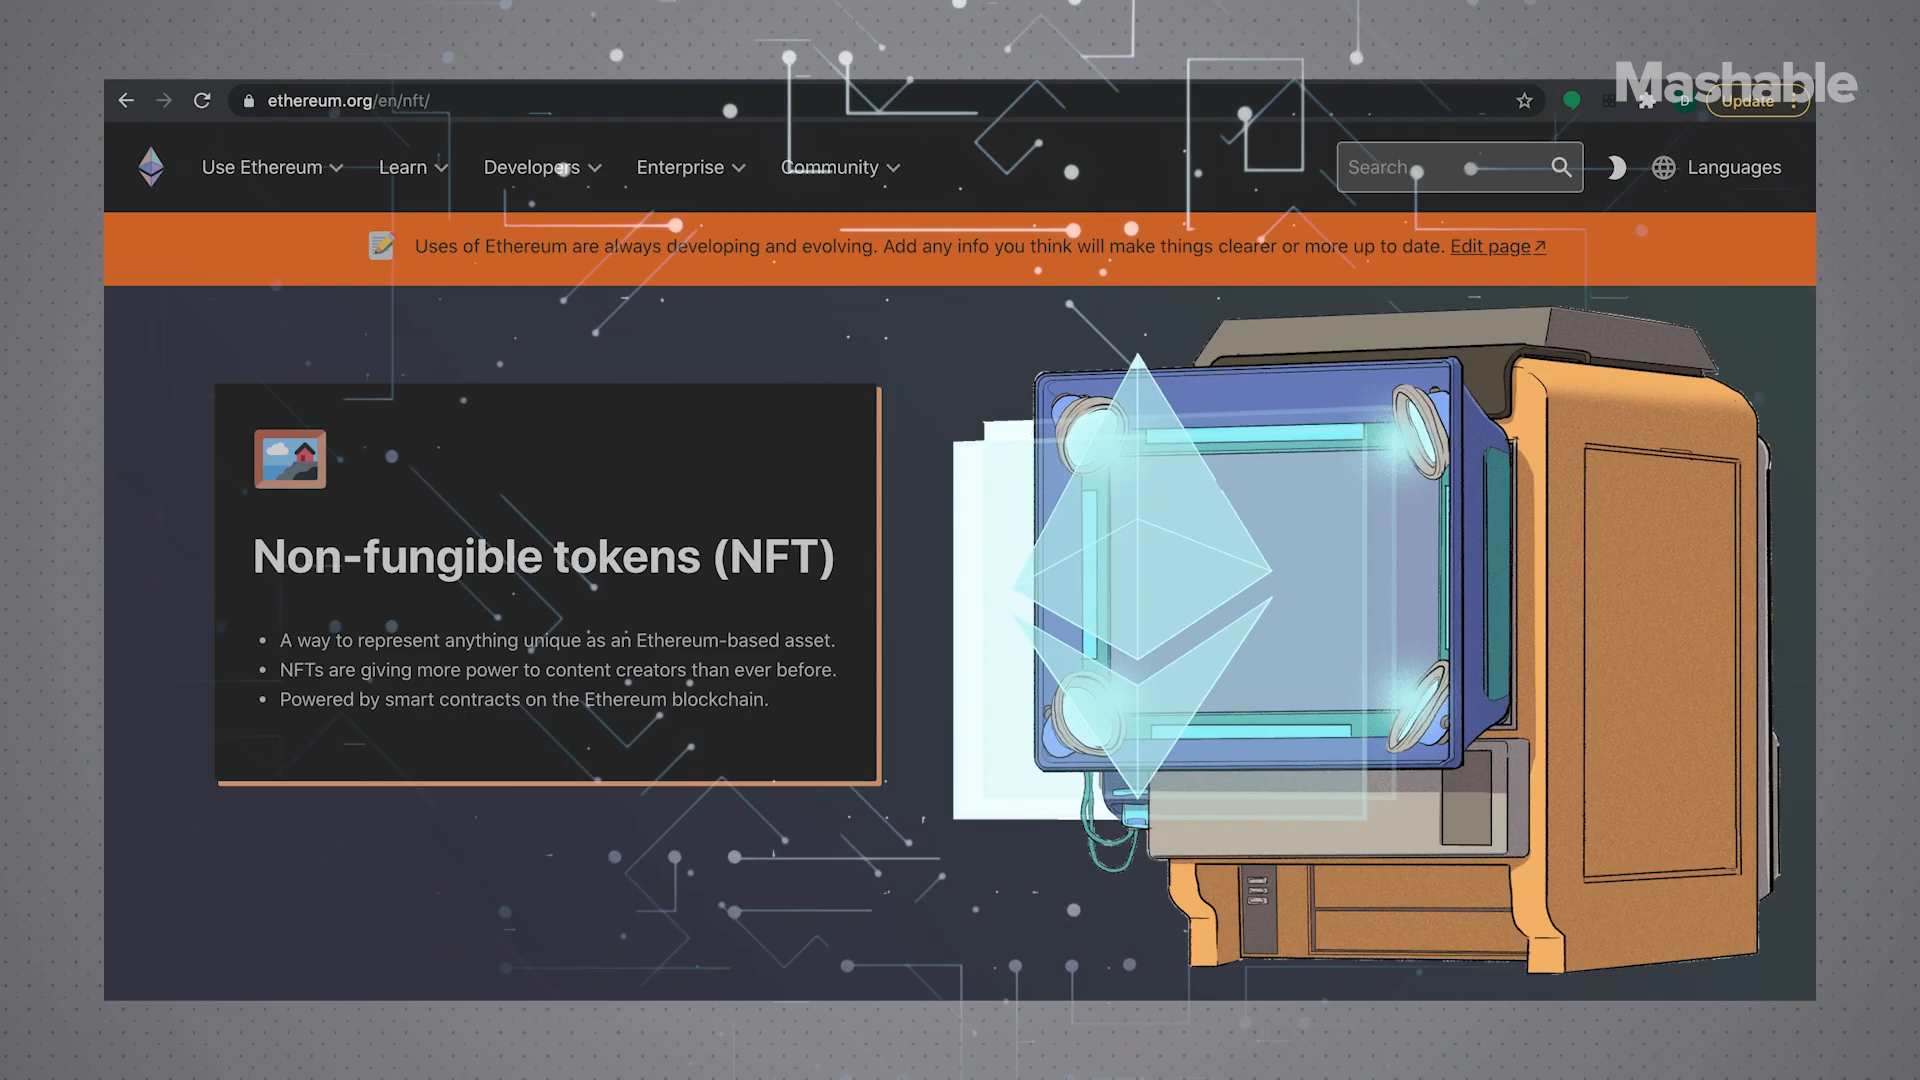 Mashable
ethereum.org/en/nft/
D
Update
Use Ethereum
Learn
Developers
Enterprise
Community
Search
Languages
Uses of Ethereum are always developing and evolving. Add any info you think will make things clearer or more up to date. Edit page↗
Non-fungible tokens (NFT)
• A way to represent anything unique as an Ethereum-based asset.
• NFTs are giving more power to content creators than ever before.
• Powered by smart contracts on the Ethereum blockchain.